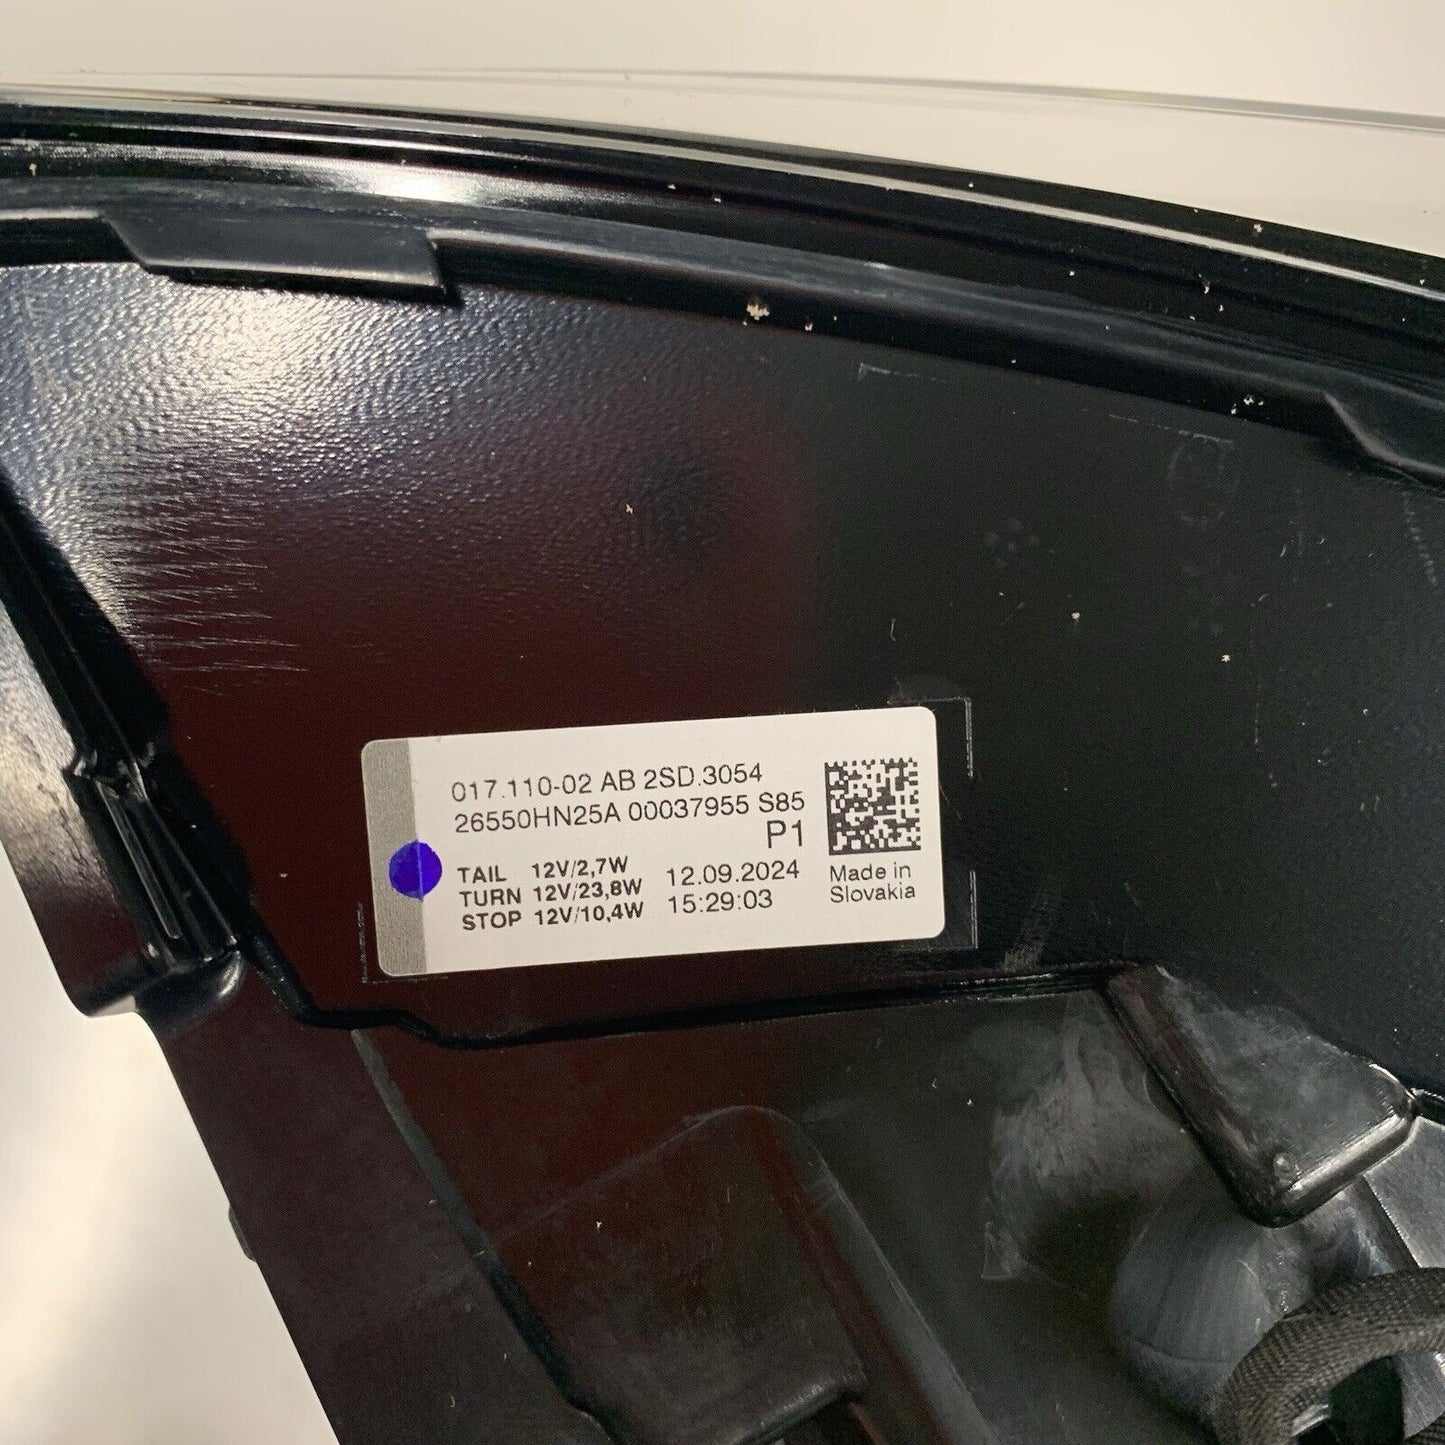 017.110-02 AB 2SD.3054
26550HN25A 00037955 S85
P1
TAIL 12V/2,7W
TURN 12V/23,8W
STOP 12V/10,4W
12.09.2024
15:29:03
Made in
Slovakia